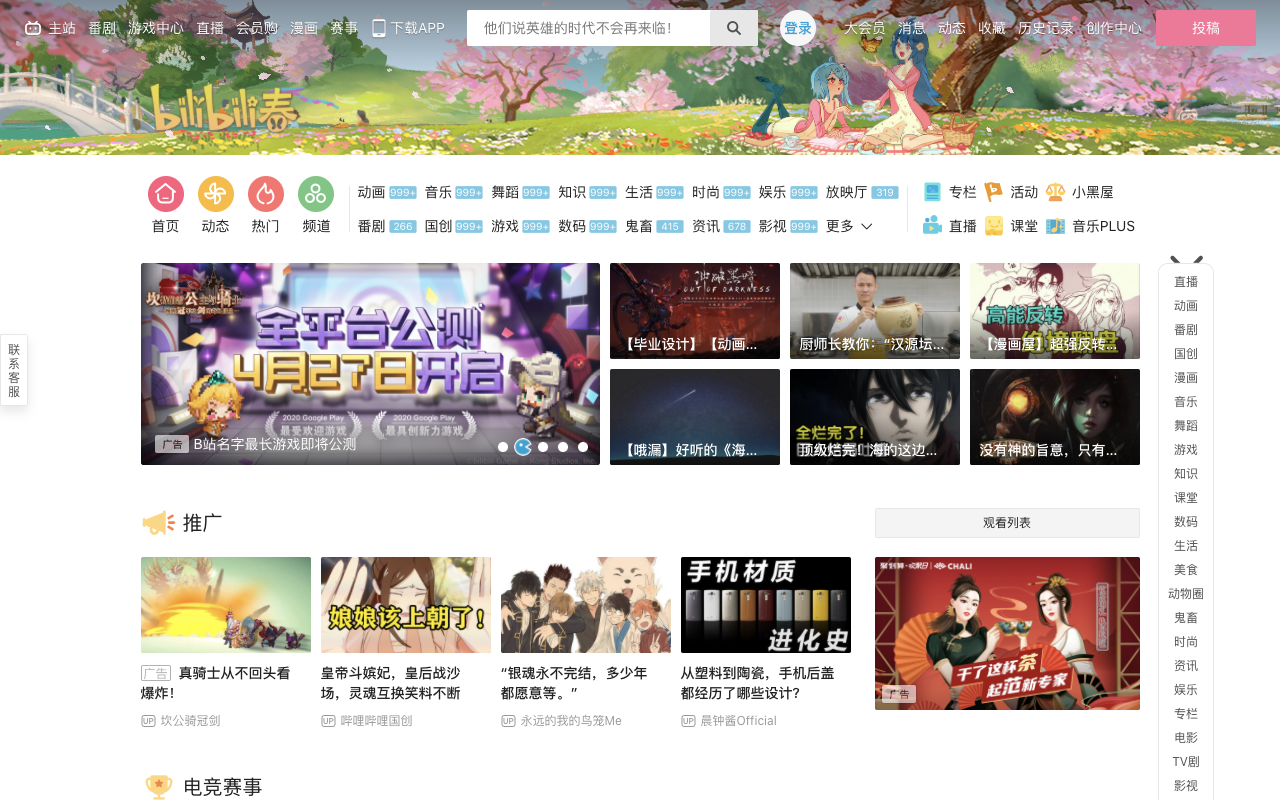 主站 番剧 游戏中心 直播 会员购 漫画 赛事 下载APP 他们说英雄的时代不会再来临! 登录 大会员 消息 动态 收藏 历史记录 创作中心 投稿
bilibili春
首页 动态 热门 频道
动画 999+ 音乐 999+ 舞蹈 999+ 知识 999+ 生活 999+ 时尚 999+ 娱乐 999+ 放映厅 319
番剧 266 国创 999+ 游戏 999+ 数码 999+ 鬼畜 415 资讯 678 影视 999+ 更多
专栏 活动 小黑屋
直播 课堂 音乐PLUS
联系客服
全平台公测
4月27日开启
2020 Google Play 最受欢迎游戏
2020 Google Play 最具创新力游戏
广告 B站名字最长游戏即将公测
冲破黑暗
OUT OF DARKNESS
【毕业设计】【动画...
厨师长教你：“汉源坛...
高能反转
绝境翻盘
【漫画屋】超强反转...
【哦漏】好听的《海...
全烂完了！
顶级烂完！海的这边...
没有神的旨意，只有...
推广
观看列表
娘娘该上朝了！
手机材质
进化史
CHALI
干了这杯茶
起范新专家
广告
广告 真骑士从不回头看爆炸！
坎公骑冠剑
皇帝斗嫔妃，皇后战沙场，灵魂互换笑料不断
哔哩哔哩国创
“银魂永不完结，多少年都愿意等。”
永远的我的鸟笼Me
从塑料到陶瓷，手机后盖都经历了哪些设计？
晨钟酱Official
电竞赛事
直播
动画
番剧
国创
漫画
音乐
舞蹈
游戏
知识
课堂
数码
生活
美食
动物圈
鬼畜
时尚
资讯
娱乐
专栏
电影
TV剧
影视